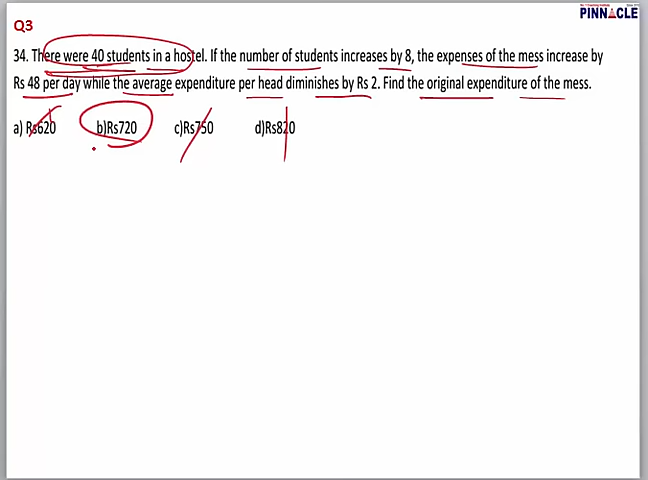 PINNACLE
Q3
34. There were 40 students in a hostel. If the number of students increases by 8, the expenses of the mess increase by
Rs 48 per day while the average expenditure per head diminishes by Rs 2. Find the original expenditure of the mess.
a) Rs620 b)Rs720 c)Rs750 d)Rs820